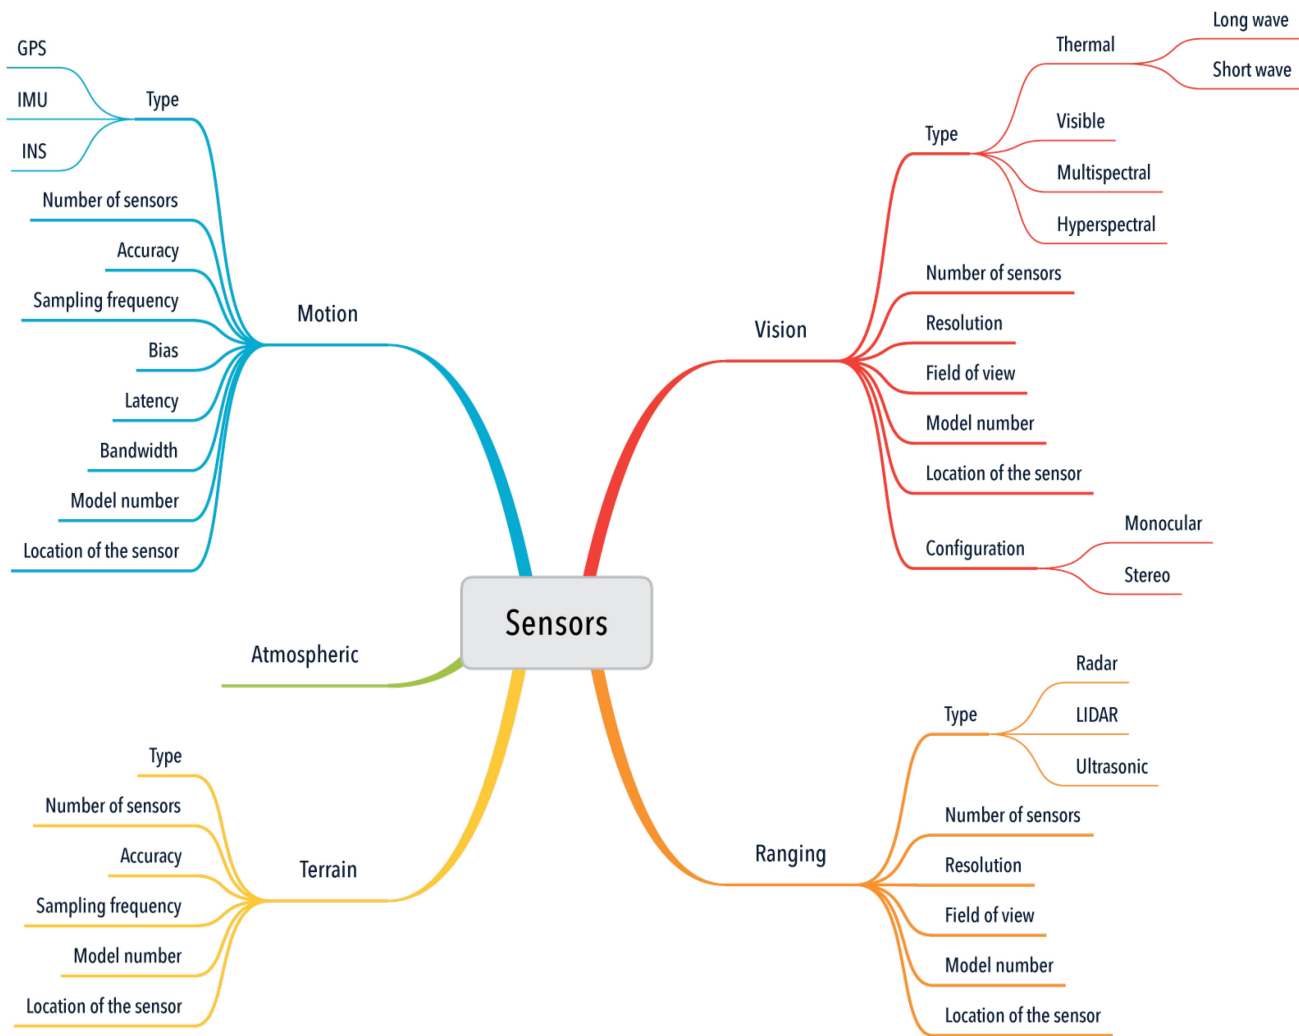 Sensors
Motion
Type
GPS
IMU
INS
Number of sensors
Accuracy
Sampling frequency
Bias
Latency
Bandwidth
Model number
Location of the sensor
Atmospheric
Terrain
Type
Number of sensors
Accuracy
Sampling frequency
Model number
Location of the sensor
Vision
Type
Thermal
Long wave
Short wave
Visible
Multispectral
Hyperspectral
Number of sensors
Resolution
Field of view
Model number
Location of the sensor
Configuration
Monocular
Stereo
Ranging
Type
Radar
LIDAR
Ultrasonic
Number of sensors
Resolution
Field of view
Model number
Location of the sensor